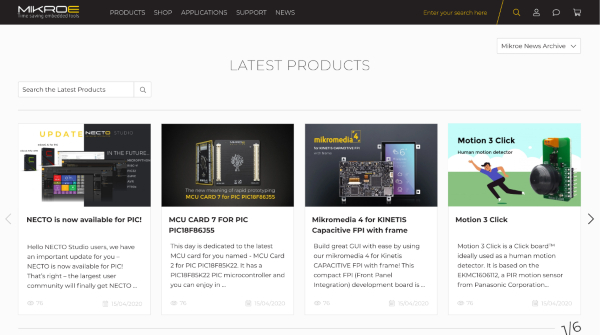 MIKROE
Time saving embedded tools
PRODUCTS SHOP APPLICATIONS SUPPORT NEWS
Enter your search here
Mikroe News Archive
LATEST PRODUCTS
Search the Latest Products
UPDATE NECTO STUDIO
IN THE FUTURE...
NECTO is now available for PIC!
Hello NECTO Studio users, we have
an important update for you –
NECTO is now available for PIC!
That's right – the largest user
community will finally get NECTO ...
76 15/04/2020
The new meaning of rapid prototyping
MCU CARD 7 for PIC PIC18F86J55
MCU CARD 7 FOR PIC
PIC18F86J55
This day is dedicated to the latest
MCU card for you named - MCU Card
2 for PIC PIC18F85K22. It has a
PIC18F85K22 PIC microcontroller and
you can enjoy in ...
76 15/04/2020
mikromedia 4
for KINETIS CAPACITIVE FPI
with frame
Mikromedia 4 for KINETIS
Capacitive FPI with frame
Build great GUI with ease by using
our mikromedia 4 for Kinetis
CAPACITIVE FPI with frame! This
compact FPI (Front Panel
Integration) development board is ...
76 15/04/2020
Motion 3 Click
Human motion detector
Motion 3 Click
Motion 3 Click is a Click board™
ideally used as a human motion
detector. It is based on the
EKMC1606112, a PIR motion sensor
from Panasonic Corporation...
76 15/04/2020
1/6